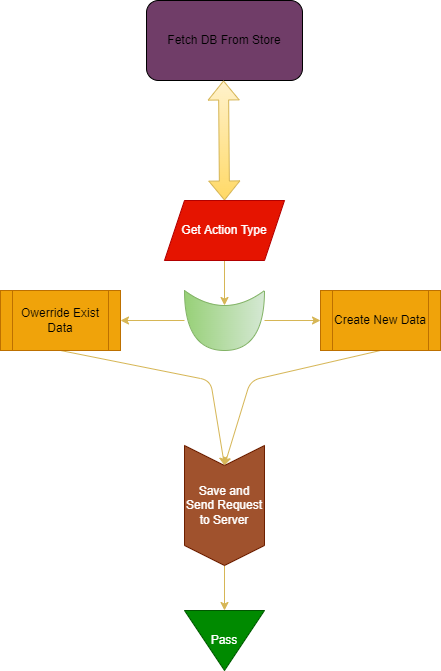 Fetch DB From Store
Get Action Type
Owerride Exist
Data
Create New Data
Save and
Send Request
to Server
Pass